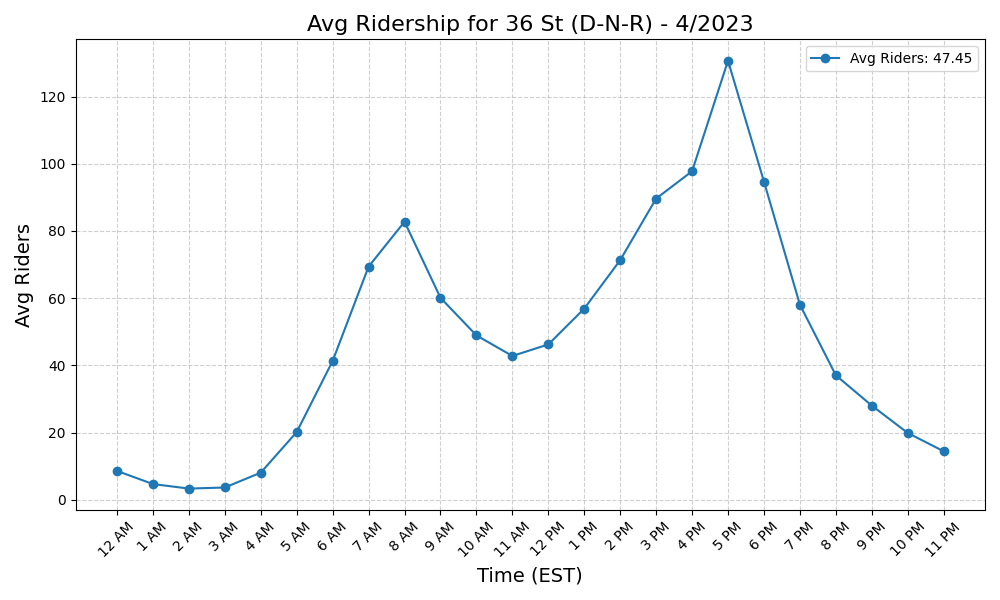 Avg Ridership for 36 St (D-N-R) - 4/2023
Avg Riders: 47.45
Avg Riders
120
100
80
60
40
20
0
12 AM
1 AM
2 AM
3 AM
4 AM
5 AM
6 AM
7 AM
8 AM
9 AM
10 AM
11 AM
12 PM
1 PM
2 PM
3 PM
4 PM
5 PM
6 PM
7 PM
8 PM
9 PM
10 PM
11 PM
Time (EST)